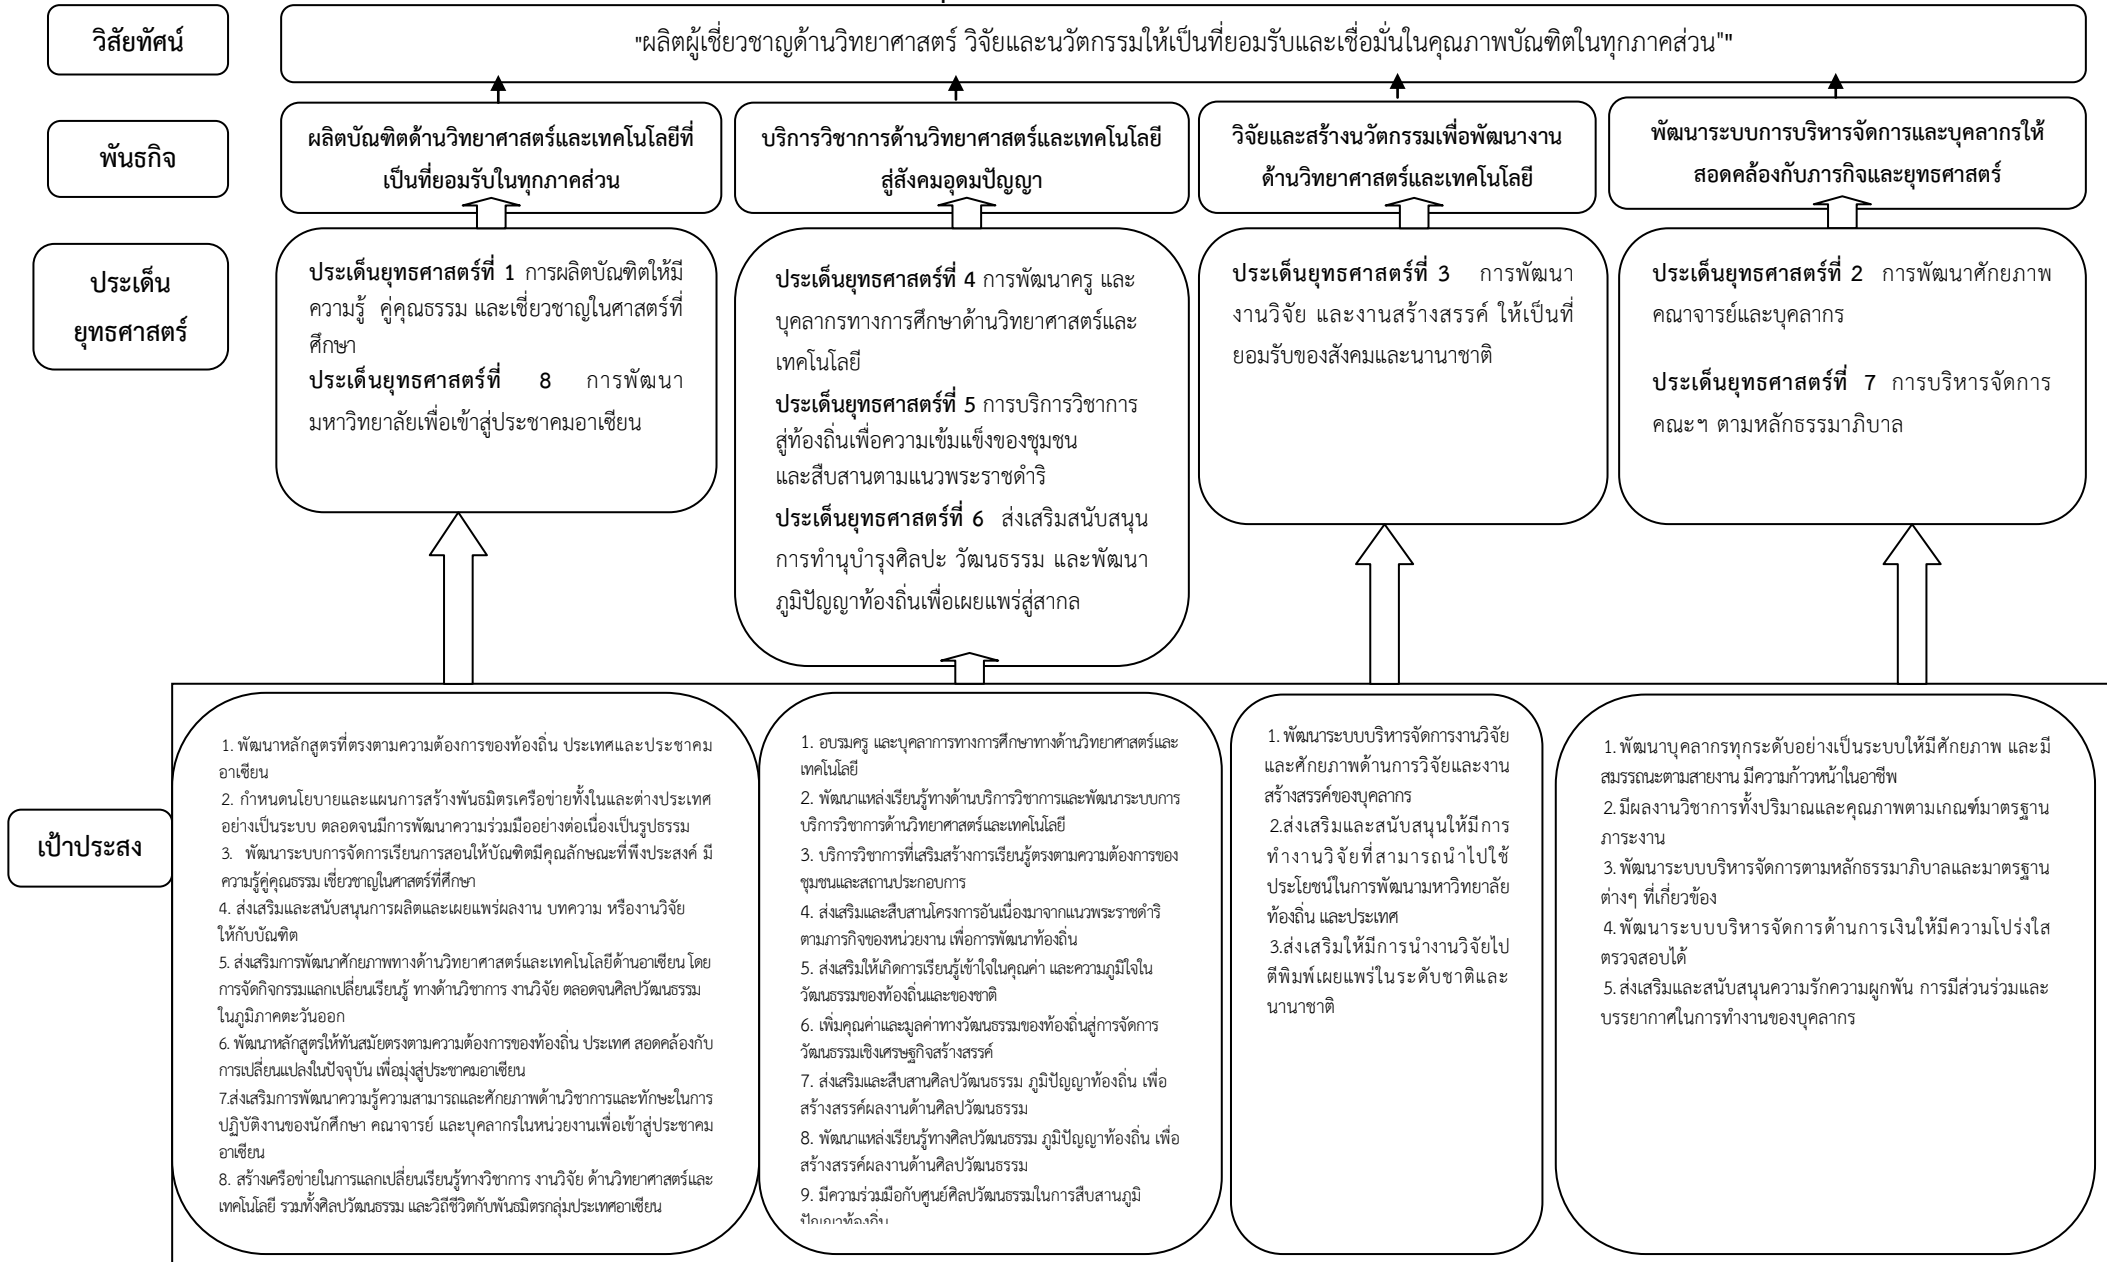 วิสัยทัศน์
"ผลิตผู้เชี่ยวชาญด้านวิทยาศาสตร์ วิจัยและนวัตกรรมให้เป็นที่ยอมรับและเชื่อมั่นในคุณภาพบัณฑิตในทุกภาคส่วน""
พันธกิจ
ผลิตบัณฑิตด้านวิทยาศาสตร์และเทคโนโลยีที่
เป็นที่ยอมรับในทุกภาคส่วน
บริการวิชาการด้านวิทยาศาสตร์และเทคโนโลยี
สู่สังคมอุดมปัญญา
วิจัยและสร้างนวัตกรรมเพื่อพัฒนางาน
ด้านวิทยาศาสตร์และเทคโนโลยี
พัฒนาระบบการบริหารจัดการและบุคลากรให้
สอดคล้องกับภารกิจและยุทธศาสตร์
ประเด็น
ยุทธศาสตร์
ประเด็นยุทธศาสตร์ที่ 1 การผลิตบัณฑิตให้มี
ความรู้ คู่คุณธรรม และเชี่ยวชาญในศาสตร์ที่
ศึกษา
ประเด็นยุทธศาสตร์ที่ 8 การพัฒนา
มหาวิทยาลัยเพื่อเข้าสู่ประชาคมอาเซียน
ประเด็นยุทธศาสตร์ที่ 4 การพัฒนาครู และ
บุคลากรทางการศึกษาด้านวิทยาศาสตร์และ
เทคโนโลยี
ประเด็นยุทธศาสตร์ที่ 5 การบริการวิชาการ
สู่ท้องถิ่นเพื่อความเข้มแข็งของชุมชน
และสืบสานตามแนวพระราชดำริ
ประเด็นยุทธศาสตร์ที่ 6 ส่งเสริมสนับสนุน
การทำนุบำรุงศิลปะ วัฒนธรรม และพัฒนา
ภูมิปัญญาท้องถิ่นเพื่อเผยแพร่สู่สากล
ประเด็นยุทธศาสตร์ที่ 3 การพัฒนา
งานวิจัย และงานสร้างสรรค์ ให้เป็นที่
ยอมรับของสังคมและนานาชาติ
ประเด็นยุทธศาสตร์ที่ 2 การพัฒนาศักยภาพ
คณาจารย์และบุคลากร
ประเด็นยุทธศาสตร์ที่ 7 การบริหารจัดการ
คณะฯ ตามหลักธรรมาภิบาล
เป้าประสง
1. พัฒนาหลักสูตรที่ตรงตามความต้องการของท้องถิ่น ประเทศและประชาคม
อาเซียน
2. กำหนดนโยบายและแผนการสร้างพันธมิตรเครือข่ายทั้งในและต่างประเทศ
อย่างเป็นระบบ ตลอดจนมีการพัฒนาความร่วมมืออย่างต่อเนื่องเป็นรูปธรรม
3. พัฒนาระบบการจัดการเรียนการสอนให้บัณฑิตมีคุณลักษณะที่พึงประสงค์ มี
ความรู้คู่คุณธรรม เชี่ยวชาญในศาสตร์ที่ศึกษา
4. ส่งเสริมและสนับสนุนการผลิตและเผยแพร่ผลงาน บทความ หรืองานวิจัย
ให้กับบัณฑิต
5. ส่งเสริมการพัฒนาศักยภาพทางด้านวิทยาศาสตร์และเทคโนโลยีด้านอาเซียน โดย
การจัดกิจกรรมแลกเปลี่ยนเรียนรู้ ทางด้านวิชาการ งานวิจัย ตลอดจนศิลปวัฒนธรรม
ในภูมิภาคตะวันออก
6. พัฒนาหลักสูตรให้ทันสมัยตรงตามความต้องการของท้องถิ่น ประเทศ สอดคล้องกับ
การเปลี่ยนแปลงในปัจจุบัน เพื่อมุ่งสู่ประชาคมอาเซียน
7.ส่งเสริมการพัฒนาความรู้ความสามารถและศักยภาพด้านวิชาการและทักษะในการ
ปฏิบัติงานของนักศึกษา คณาจารย์ และบุคลากรในหน่วยงานเพื่อเข้าสู่ประชาคม
อาเซียน
8. สร้างเครือข่ายในการแลกเปลี่ยนเรียนรู้ทางวิชาการ งานวิจัย ด้านวิทยาศาสตร์และ
เทคโนโลยี รวมทั้งศิลปวัฒนธรรม และวิถีชีวิตกับพันธมิตรกลุ่มประเทศอาเซียน
1. อบรมครู และบุคลาการทางการศึกษาทางด้านวิทยาศาสตร์และ
เทคโนโลยี
2. พัฒนาแหล่งเรียนรู้ทางด้านบริการวิชาการและพัฒนาระบบการ
บริการวิชาการด้านวิทยาศาสตร์และเทคโนโลยี
3. บริการวิชาการที่เสริมสร้างการเรียนรู้ตรงตามความต้องการของ
ชุมชนและสถานประกอบการ
4. ส่งเสริมและสืบสานโครงการอันเนื่องมาจากแนวพระราชดำริ
ตามภารกิจของหน่วยงาน เพื่อการพัฒนาท้องถิ่น
5. ส่งเสริมให้เกิดการเรียนรู้เข้าใจในคุณค่า และความภูมิใจใน
วัฒนธรรมของท้องถิ่นและของชาติ
6. เพิ่มคุณค่าและมูลค่าทางวัฒนธรรมของท้องถิ่นสู่การจัดการ
วัฒนธรรมเชิงเศรษฐกิจสร้างสรรค์
7. ส่งเสริมและสืบสานศิลปวัฒนธรรม ภูมิปัญญาท้องถิ่น เพื่อ
สร้างสรรค์ผลงานด้านศิลปวัฒนธรรม
8. พัฒนาแหล่งเรียนรู้ทางศิลปวัฒนธรรม ภูมิปัญญาท้องถิ่น เพื่อ
สร้างสรรค์ผลงานด้านศิลปวัฒนธรรม
9. มีความร่วมมือกับศูนย์ศิลปวัฒนธรรมในการสืบสานภูมิ
ปัญญาท้องถิ่น
1. พัฒนาระบบบริหารจัดการงานวิจัย
และศักยภาพด้านการวิจัยและงาน
สร้างสรรค์ของบุคลากร
2.ส่งเสริมและสนับสนุนให้มีการ
ทำงานวิจัยที่สามารถนำไปใช้
ประโยชน์ในการพัฒนามหาวิทยาลัย
ท้องถิ่น และประเทศ
3.ส่งเสริมให้มีการนำงานวิจัยไป
ตีพิมพ์เผยแพร่ในระดับชาติและ
นานาชาติ
1. พัฒนาบุคลากรทุกระดับอย่างเป็นระบบให้มีศักยภาพ และมี
สมรรถนะตามสายงาน มีความก้าวหน้าในอาชีพ
2. มีผลงานวิชาการทั้งปริมาณและคุณภาพตามเกณฑ์มาตรฐาน
ภาระงาน
3. พัฒนาระบบบริหารจัดการตามหลักธรรมาภิบาลและมาตรฐาน
ต่างๆ ที่เกี่ยวข้อง
4. พัฒนาระบบบริหารจัดการด้านการเงินให้มีความโปร่งใส
ตรวจสอบได้
5. ส่งเสริมและสนับสนุนความรักความผูกพัน การมีส่วนร่วมและ
บรรยากาศในการทำงานของบุคลากร